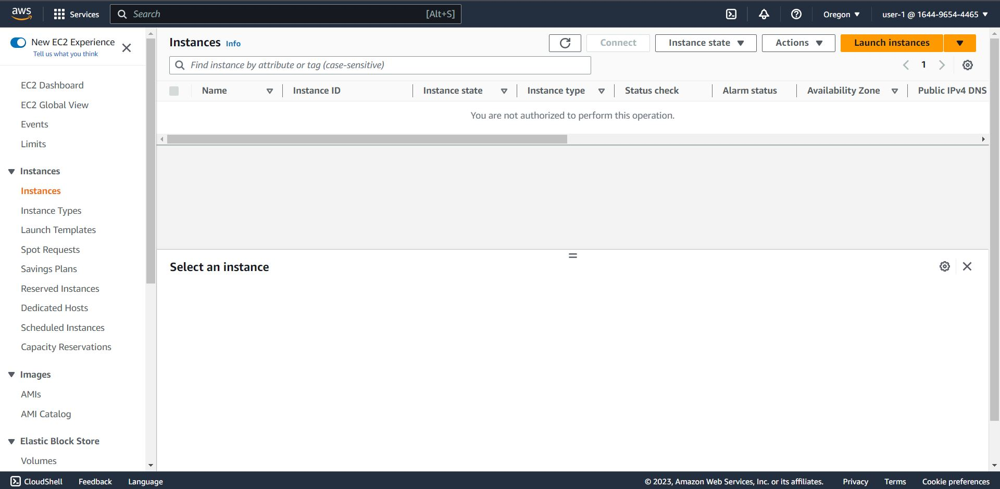 aws
Services
Search [Alt+S]
Oregon
user-1 @ 1644-9654-4465
New EC2 Experience
Tell us what you think
EC2 Dashboard
EC2 Global View
Events
Limits
Instances
Instances
Instance Types
Launch Templates
Spot Requests
Savings Plans
Reserved Instances
Dedicated Hosts
Scheduled Instances
Capacity Reservations
Images
AMIs
AMI Catalog
Elastic Block Store
Volumes
Instances Info
Connect
Instance state
Actions
Launch instances
Find instance by attribute or tag (case-sensitive)
1
Name Instance ID Instance state Instance type Status check Alarm status Availability Zone Public IPv4 DNS
You are not authorized to perform this operation.
Select an instance
CloudShell Feedback Language
© 2023, Amazon Web Services, Inc. or its affiliates. Privacy Terms Cookie preferences